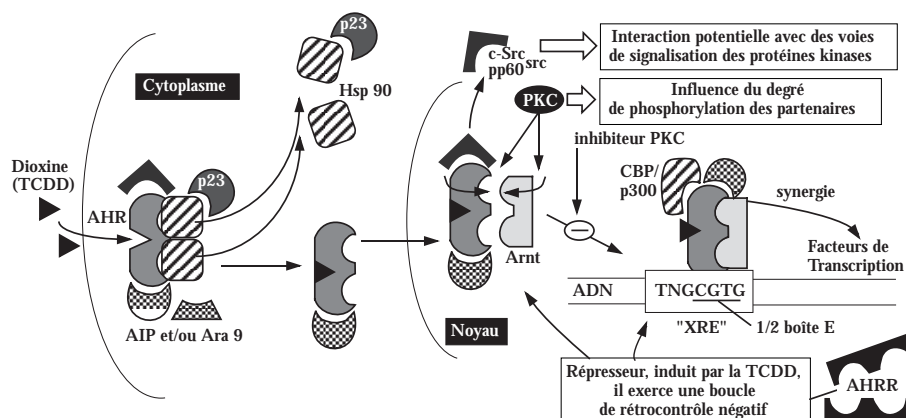 p23
Cytoplasme
Hsp 90
c-Src
pp60src
Interaction potentielle avec des voies
de signalisation des protéines kinases
PKC
Influence du degré
de phosphorylation des partenaires
Dioxine
(TCDD)
AHR
p23
inhibiteur PKC
CBP/
p300
synergie
Arnt
Facteurs de
Transcription
ADN
TNGCGTG
"XRE"
1/2 boîte E
AIP et/ou Ara 9
Noyau
Répresseur, induit par la TCDD,
il exerce une boucle
de rétrocontrôle négatif
AHRR